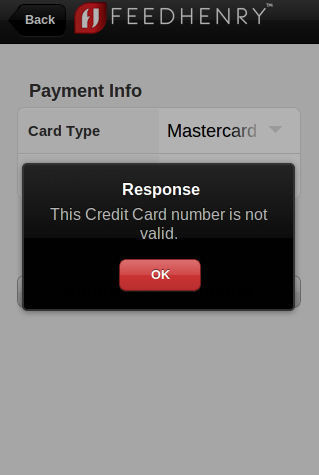 Back
FEEDHENRY™
Payment Info
Card Type
Mastercard
Response
This Credit Card number is not
valid.
OK